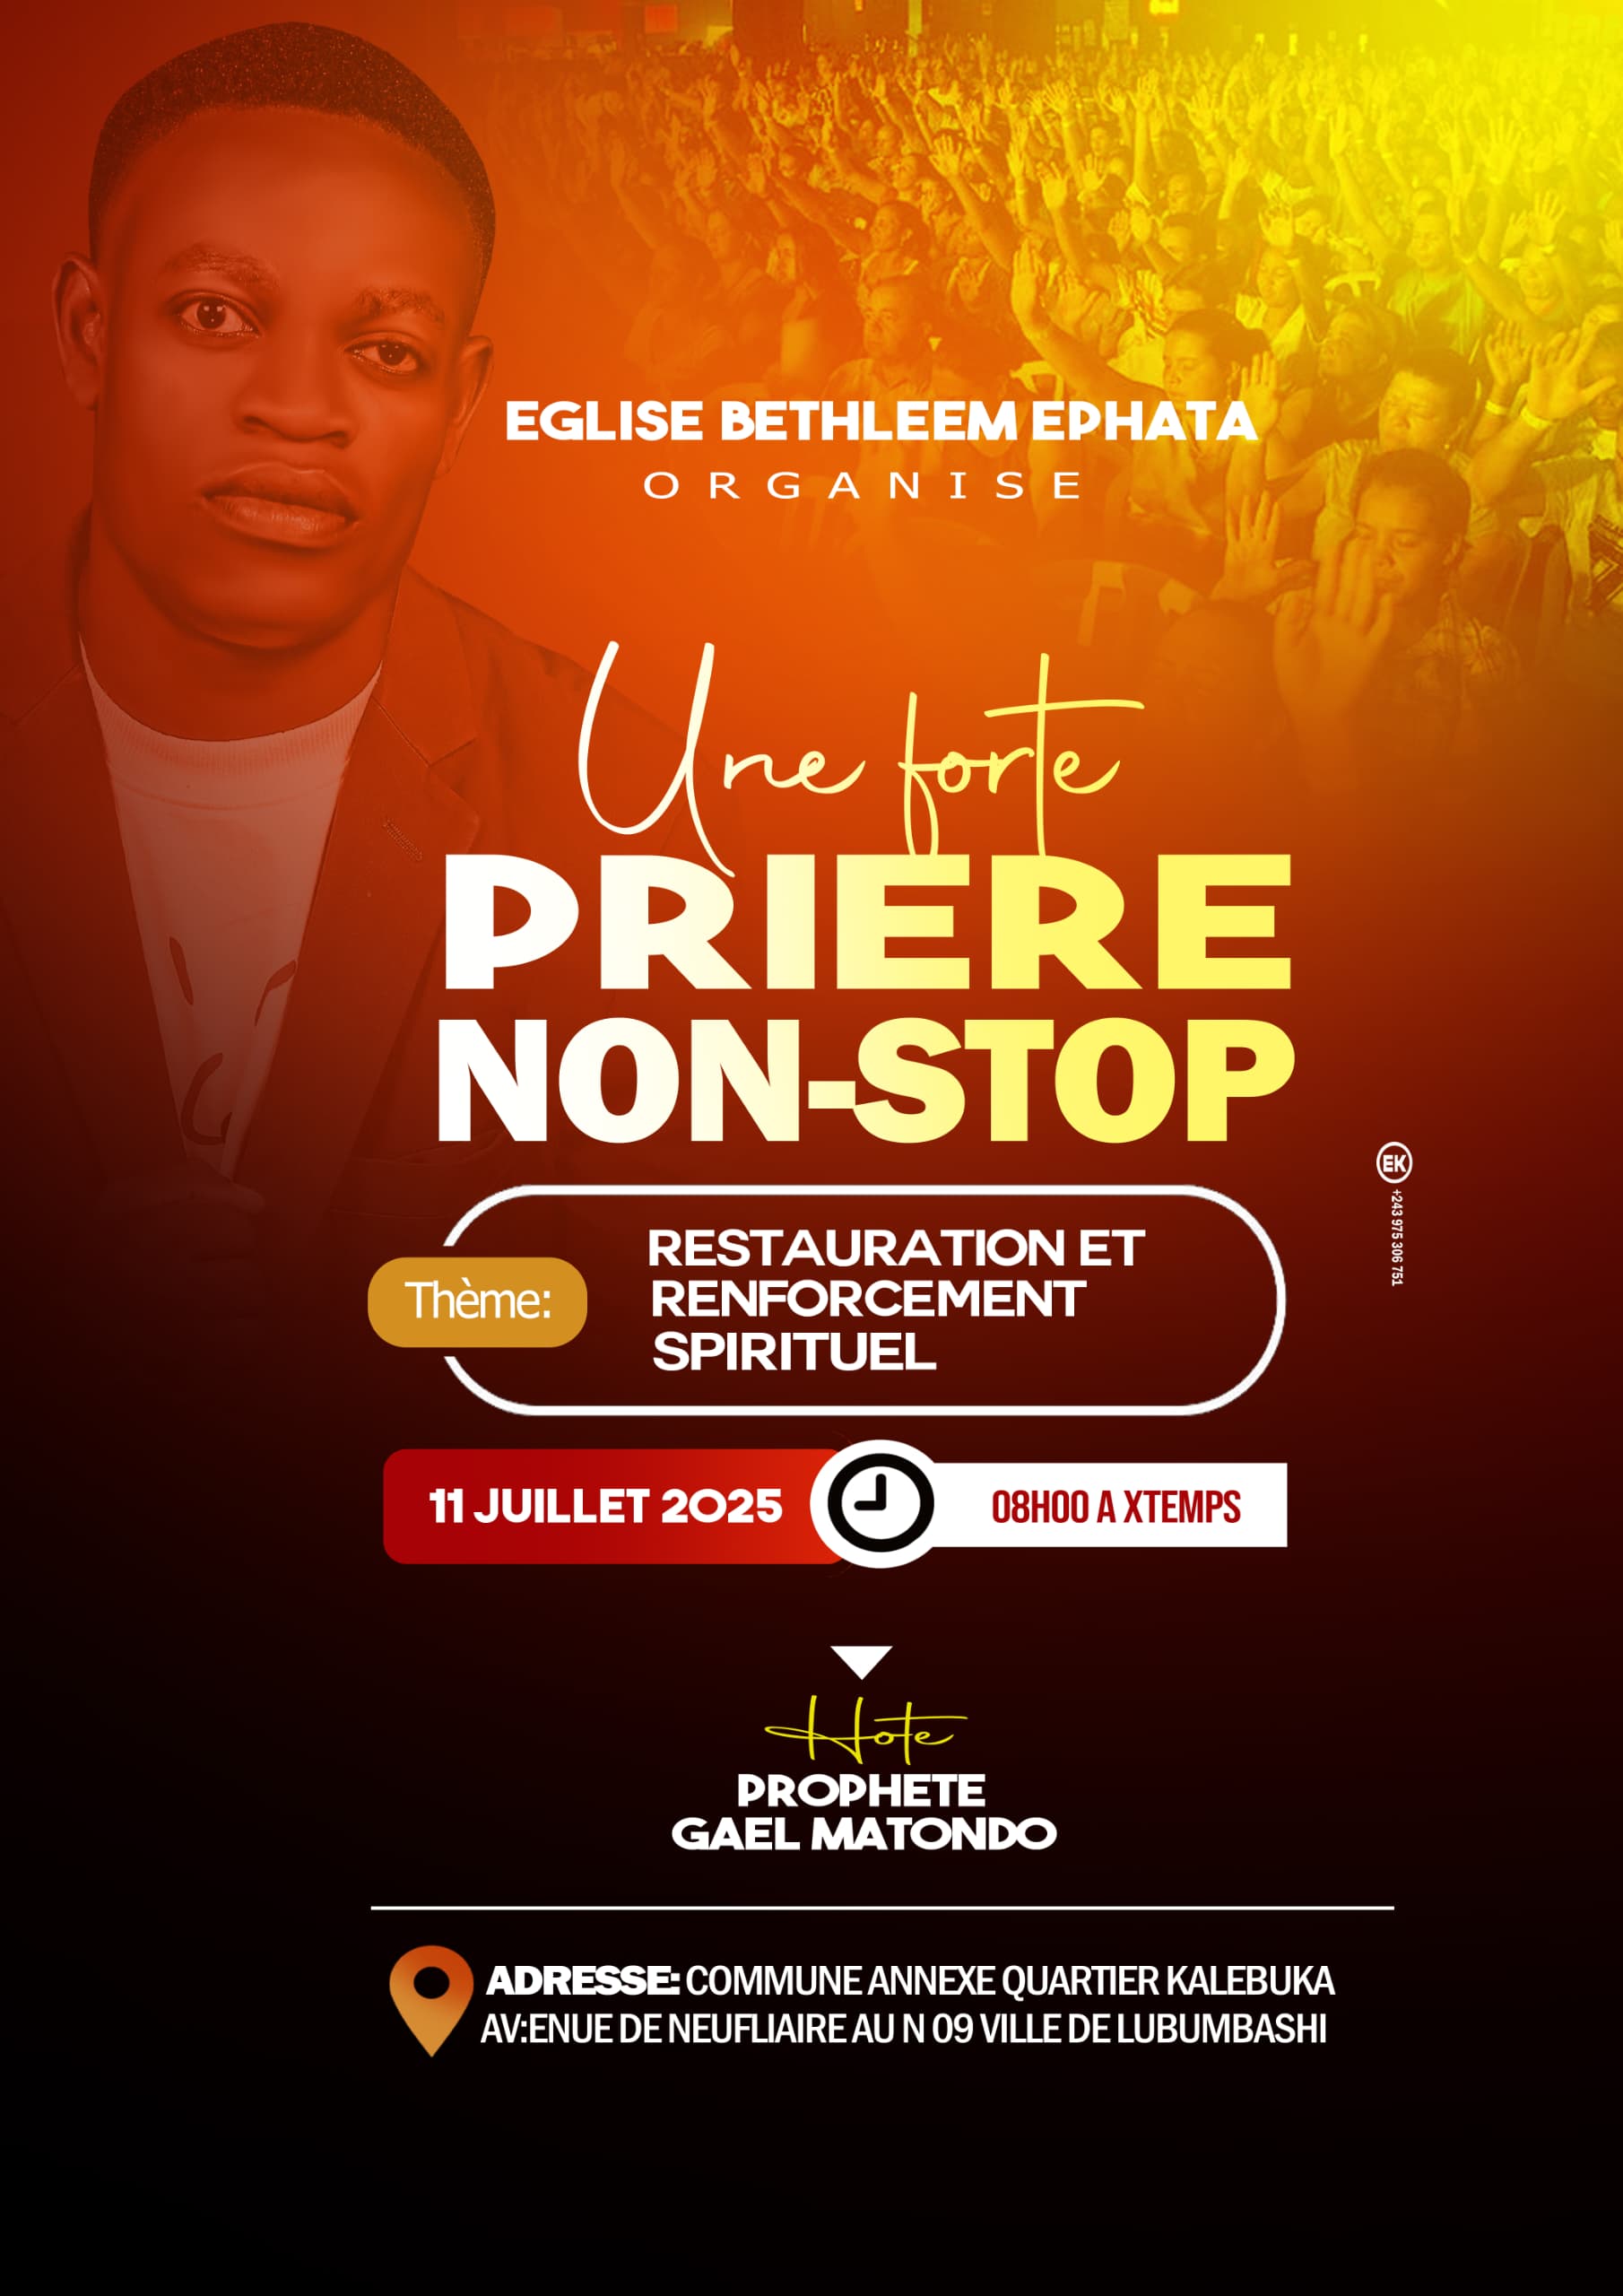 EGLISE BETHLEEM EPHATA
ORGANISE
Une forte
PRIERE
NON-STOP
EK
+243 975 306 751
Thème:
RESTAURATION ET
RENFORCEMENT
SPIRITUEL
11 JUILLET 2025
08H00 A XTEMPS
Hote
PROPHETE
GAEL MATONDO
ADRESSE: COMMUNE ANNEXE QUARTIER KALEBUKA
AV:ENUE DE NEUFLIAIRE AU N 09 VILLE DE LUBUMBASHI